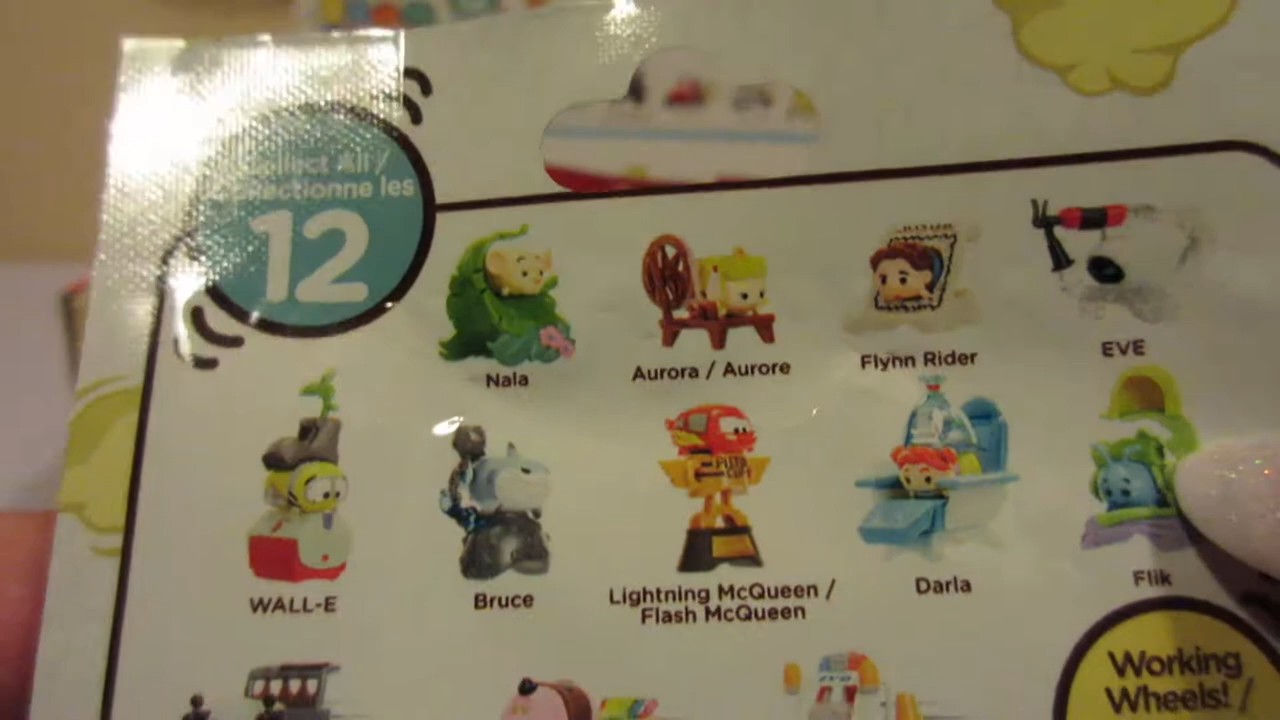 Collect All /
Collectionne les
12
Nala
Aurora / Aurore
Flynn Rider
EVE
WALL-E
Bruce
Lightning McQueen /
Flash McQueen
Darla
Flik
Working
Wheels! /